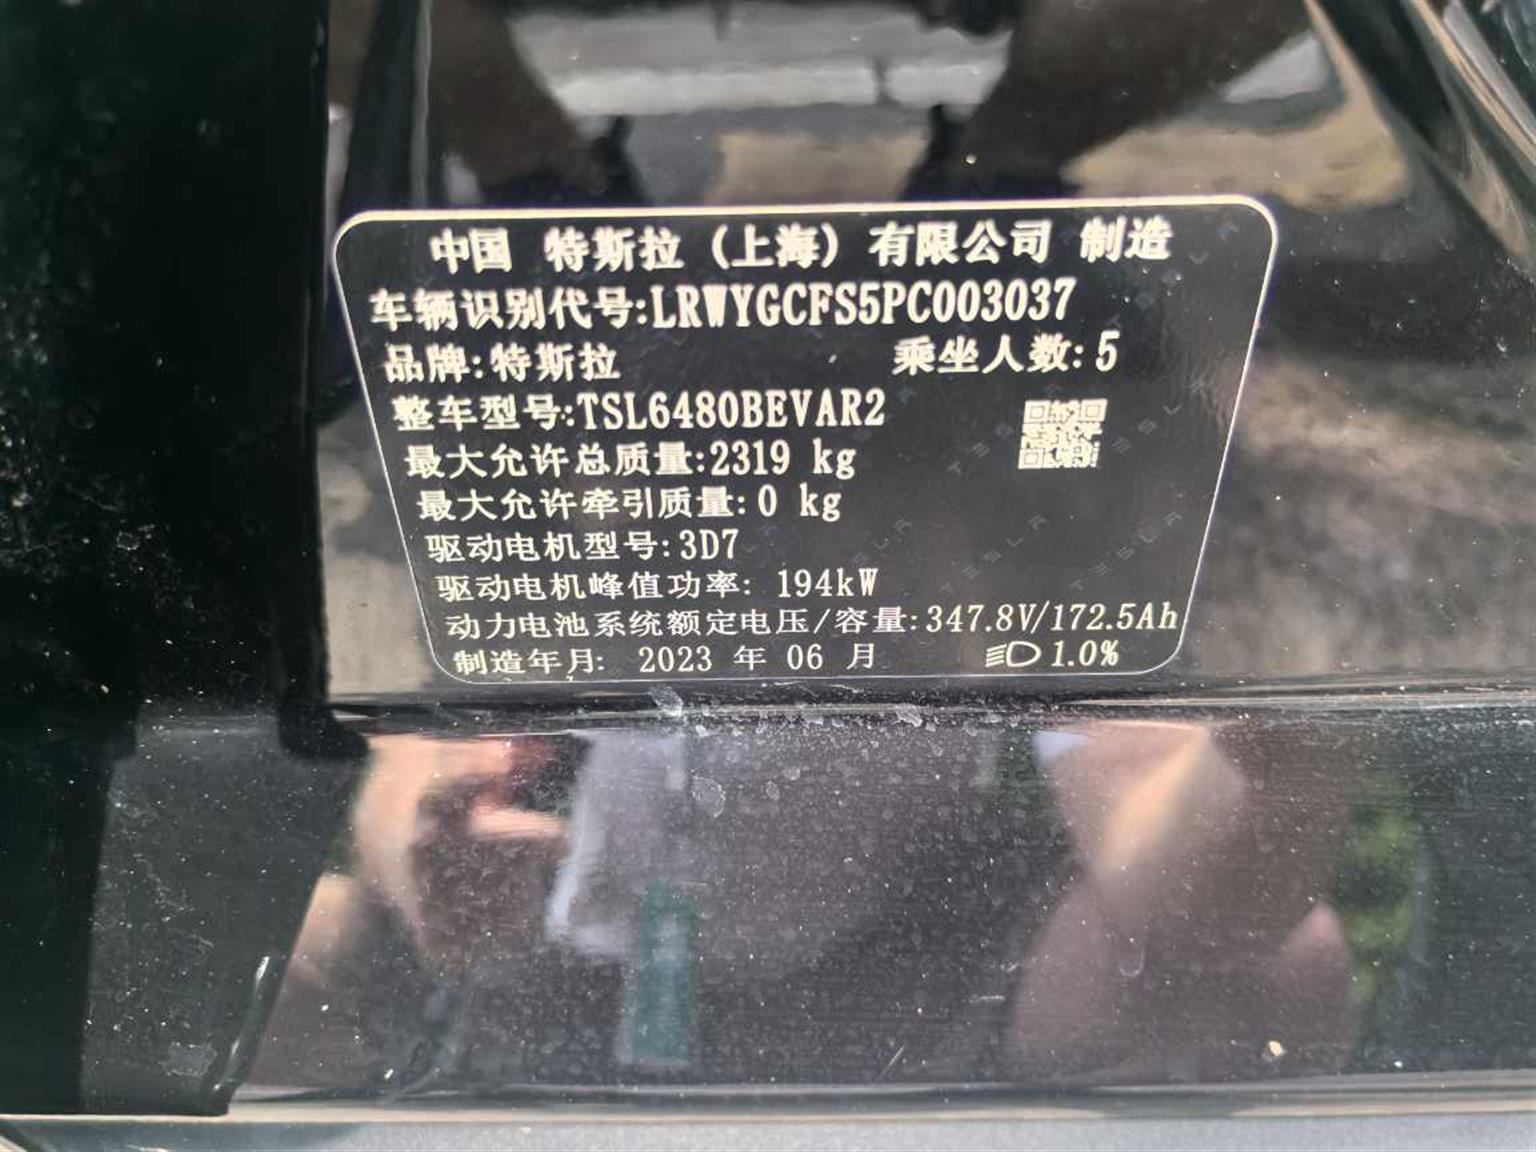 中国 特斯拉（上海）有限公司 制造
车辆识别代号:LRWYGCFS5PC003037
品牌:特斯拉 乘坐人数:5
整车型号:TSL6480BEVAR2
最大允许总质量:2319 kg
最大允许牵引质量:0 kg
驱动电机型号:3D7
驱动电机峰值功率: 194kW
动力电池系统额定电压/容量:347.8V/172.5Ah
制造年月: 2023 年 06 月 1.0%
TESLA
TESLA
TESLA